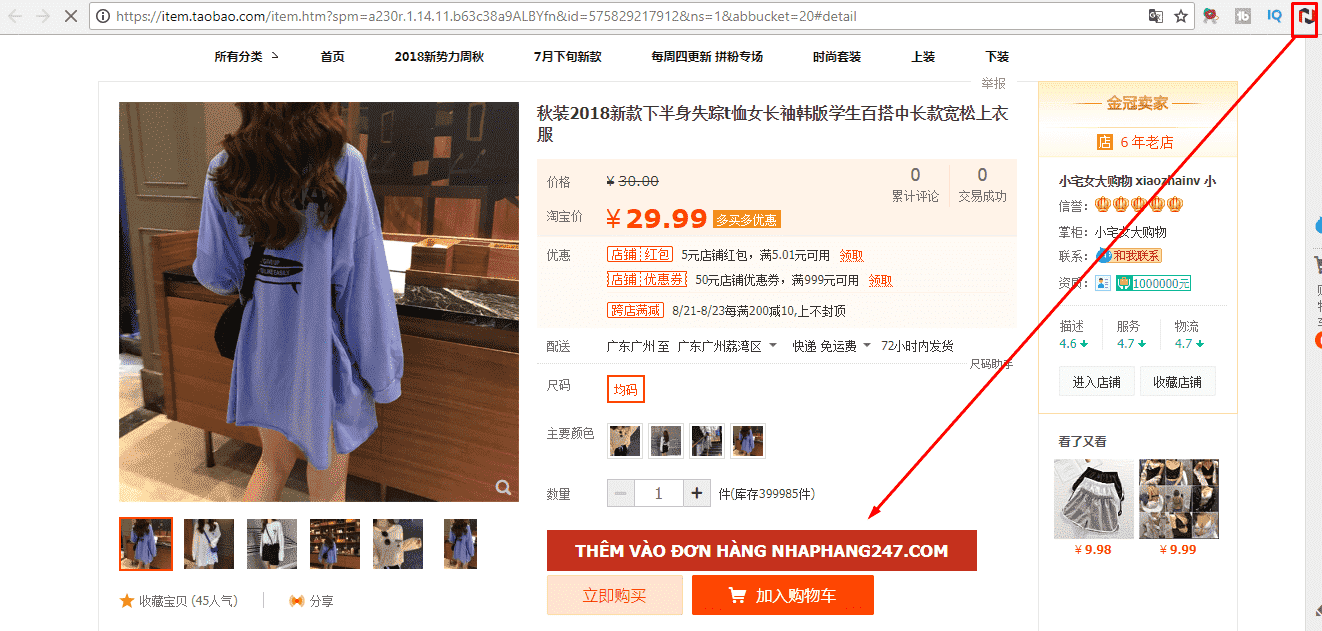 https://item.taobao.com/item.htm?spm=a230r.1.14.11.b63c38a9ALBYfn&id=575829217912&ns=1&abbucket=20#detail
所有分类 首页 2018新势力周秋 7月下旬新款 每周四更新 拼粉专场 时尚套装 上装 下装
举报
秋装2018新款下半身失踪t恤女长袖韩版学生百搭中长款宽松上衣
服
价格 ¥ 30.00
0 累计评论
0 交易成功
淘宝价 ¥ 29.99 多买多优惠
优惠 店铺 红包 5元店铺红包，满5.01元可用 领取
店铺 优惠券 50元店铺优惠券，满999元可用 领取
跨店满减 8/21-8/23每满200减10,上不封顶
配送 广东广州 至 广东广州荔湾区 快递 免运费 72小时内发货
尺码助手
尺码 均码
主要颜色
数量 − 1 + 件(库存399985件)
THÊM VÀO ĐƠN HÀNG NHAPHANG247.COM
立即购买 加入购物车
收藏宝贝 (45人气) 分享
金冠卖家
店 6 年老店
小宅女大购物 xiaozhainv 小
信誉：
掌柜： 小宅女大购物
联系： 和我联系
资质： 1000000元
描述 服务 物流
4.6 4.7 4.7
进入店铺 收藏店铺
看了又看
¥ 9.98 ¥ 9.99